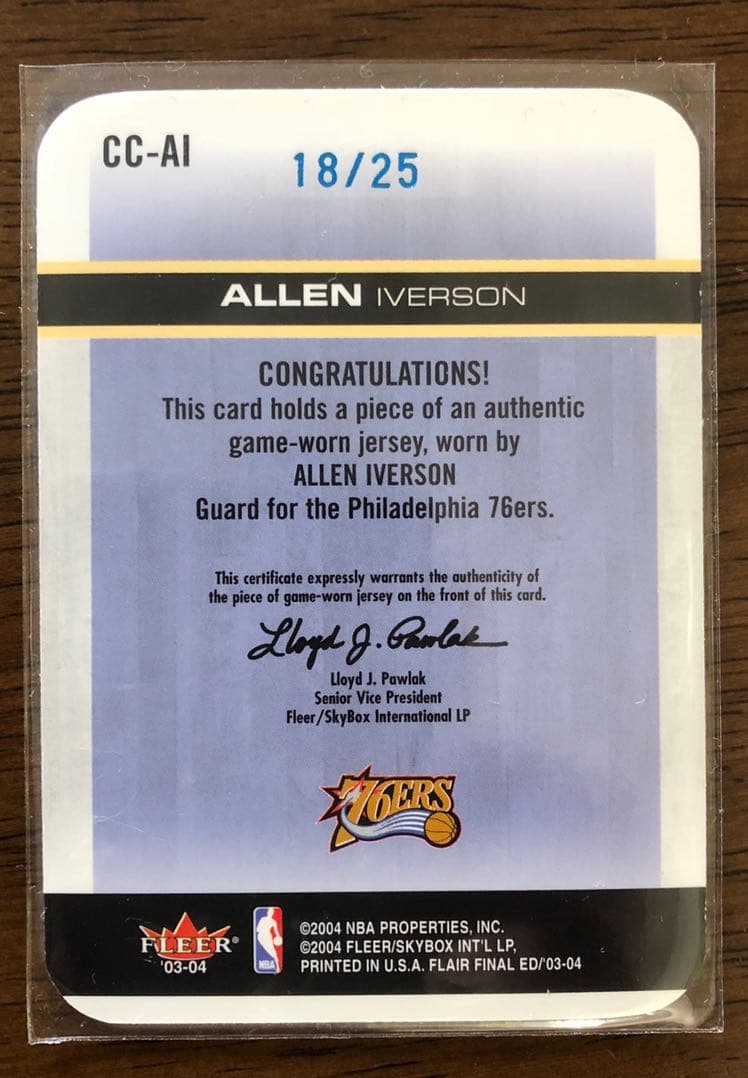 CC-AI
18/25
ALLEN IVERSON
CONGRATULATIONS!
This card holds a piece of an authentic
game-worn jersey, worn by
ALLEN IVERSON
Guard for the Philadelphia 76ers.
This certificate expressly warrants the authenticity of
the piece of game-worn jersey on the front of this card.
Lloyd J. Pawlak
Lloyd J. Pawlak
Senior Vice President
Fleer/SkyBox International LP
76ERS
FLEER®
'03-04
NBA
©2004 NBA PROPERTIES, INC.
©2004 FLEER/SKYBOX INT'L LP,
PRINTED IN U.S.A. FLAIR FINAL ED/'03-04